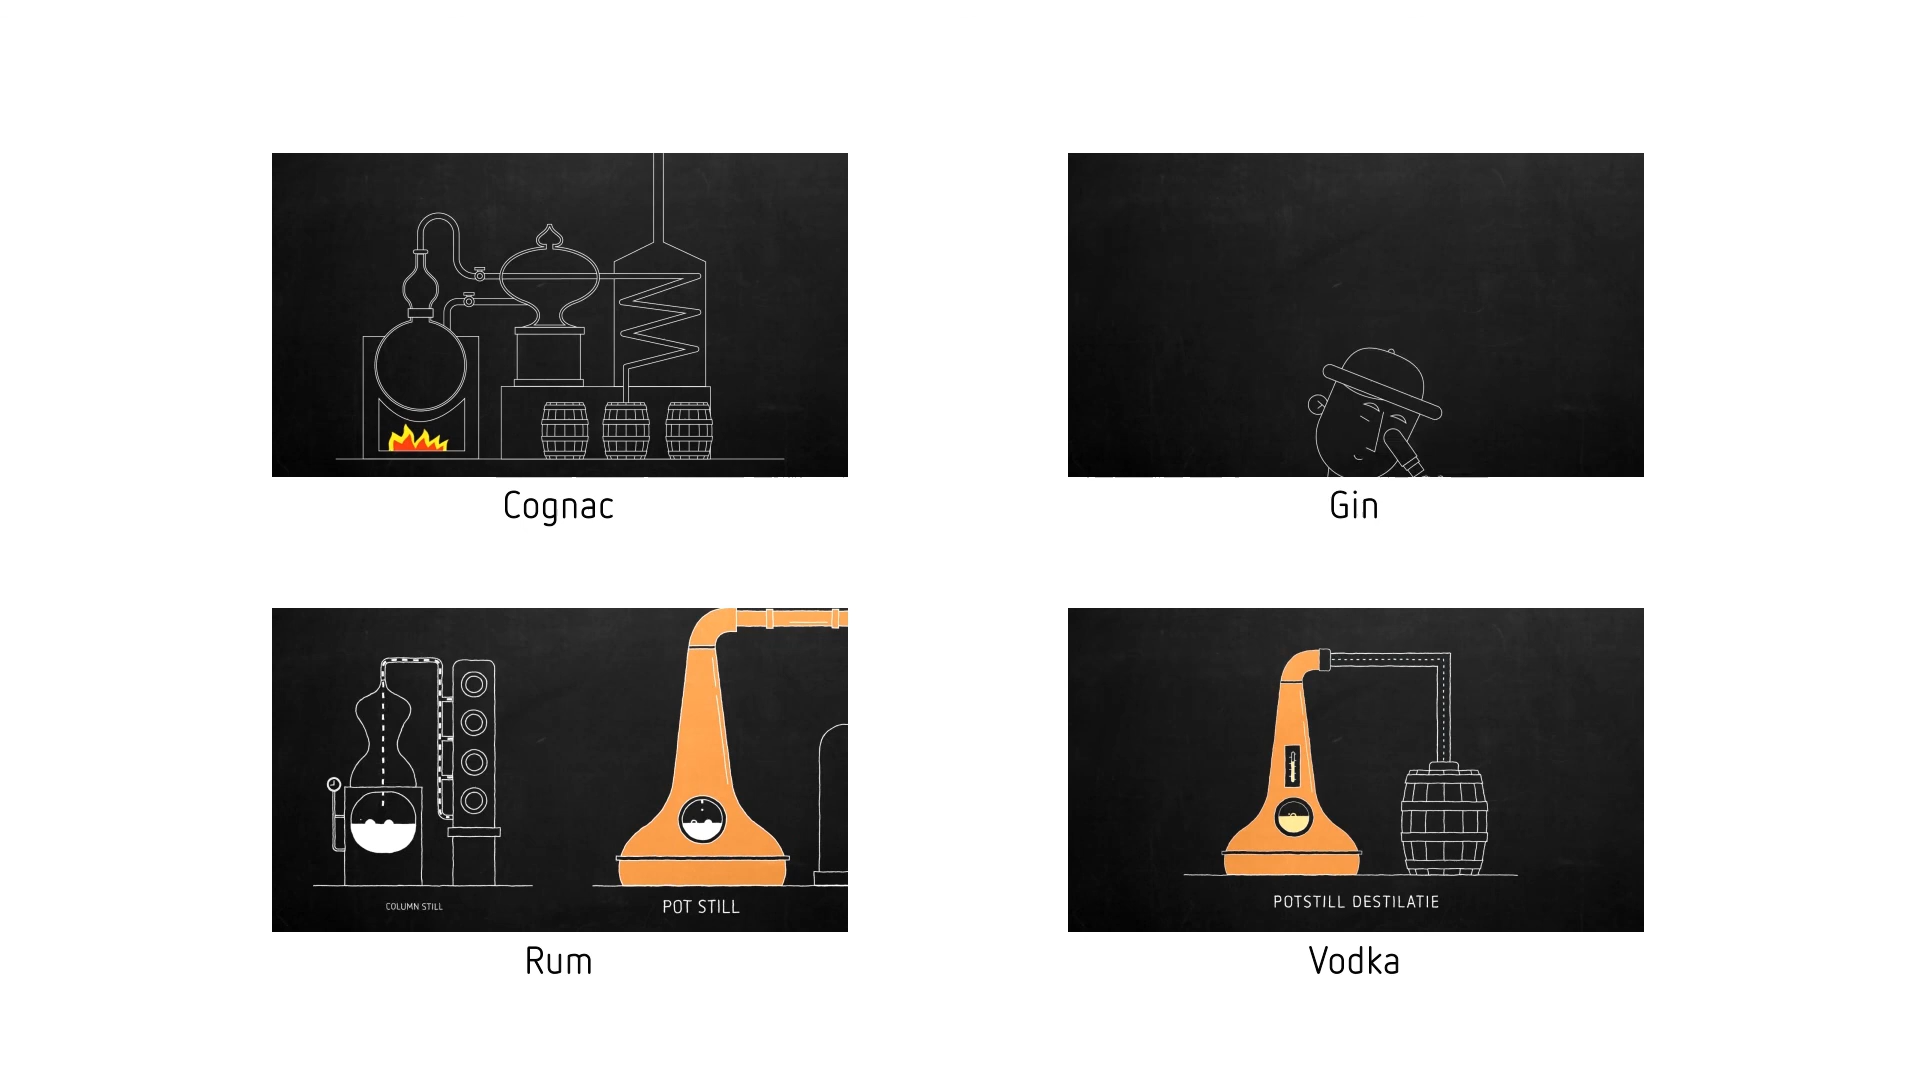 Cognac
Gin
COLUMN STILL
POT STILL
Rum
POTSTILL DESTILATIE
Vodka